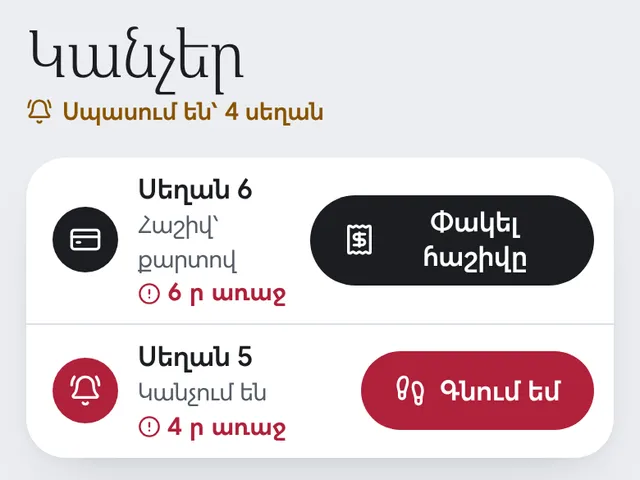 Կանչեր
Սպասում են՝ 4 սեղան
Սեղան 6
Հաշիվ՝
քարտով
6 ր առաջ
Փակել
հաշիվը
Սեղան 5
Կանչում են
4 ր առաջ
Գնում եմ